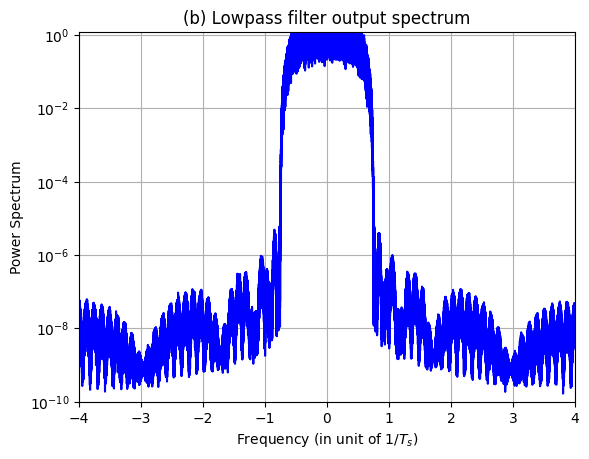 (b) Lowpass filter output spectrum
Power Spectrum
10^0
10^{-2}
10^{-4}
10^{-6}
10^{-8}
10^{-10}
−4 −3 −2 −1 0 1 2 3 4
Frequency (in unit of 1/T_s)